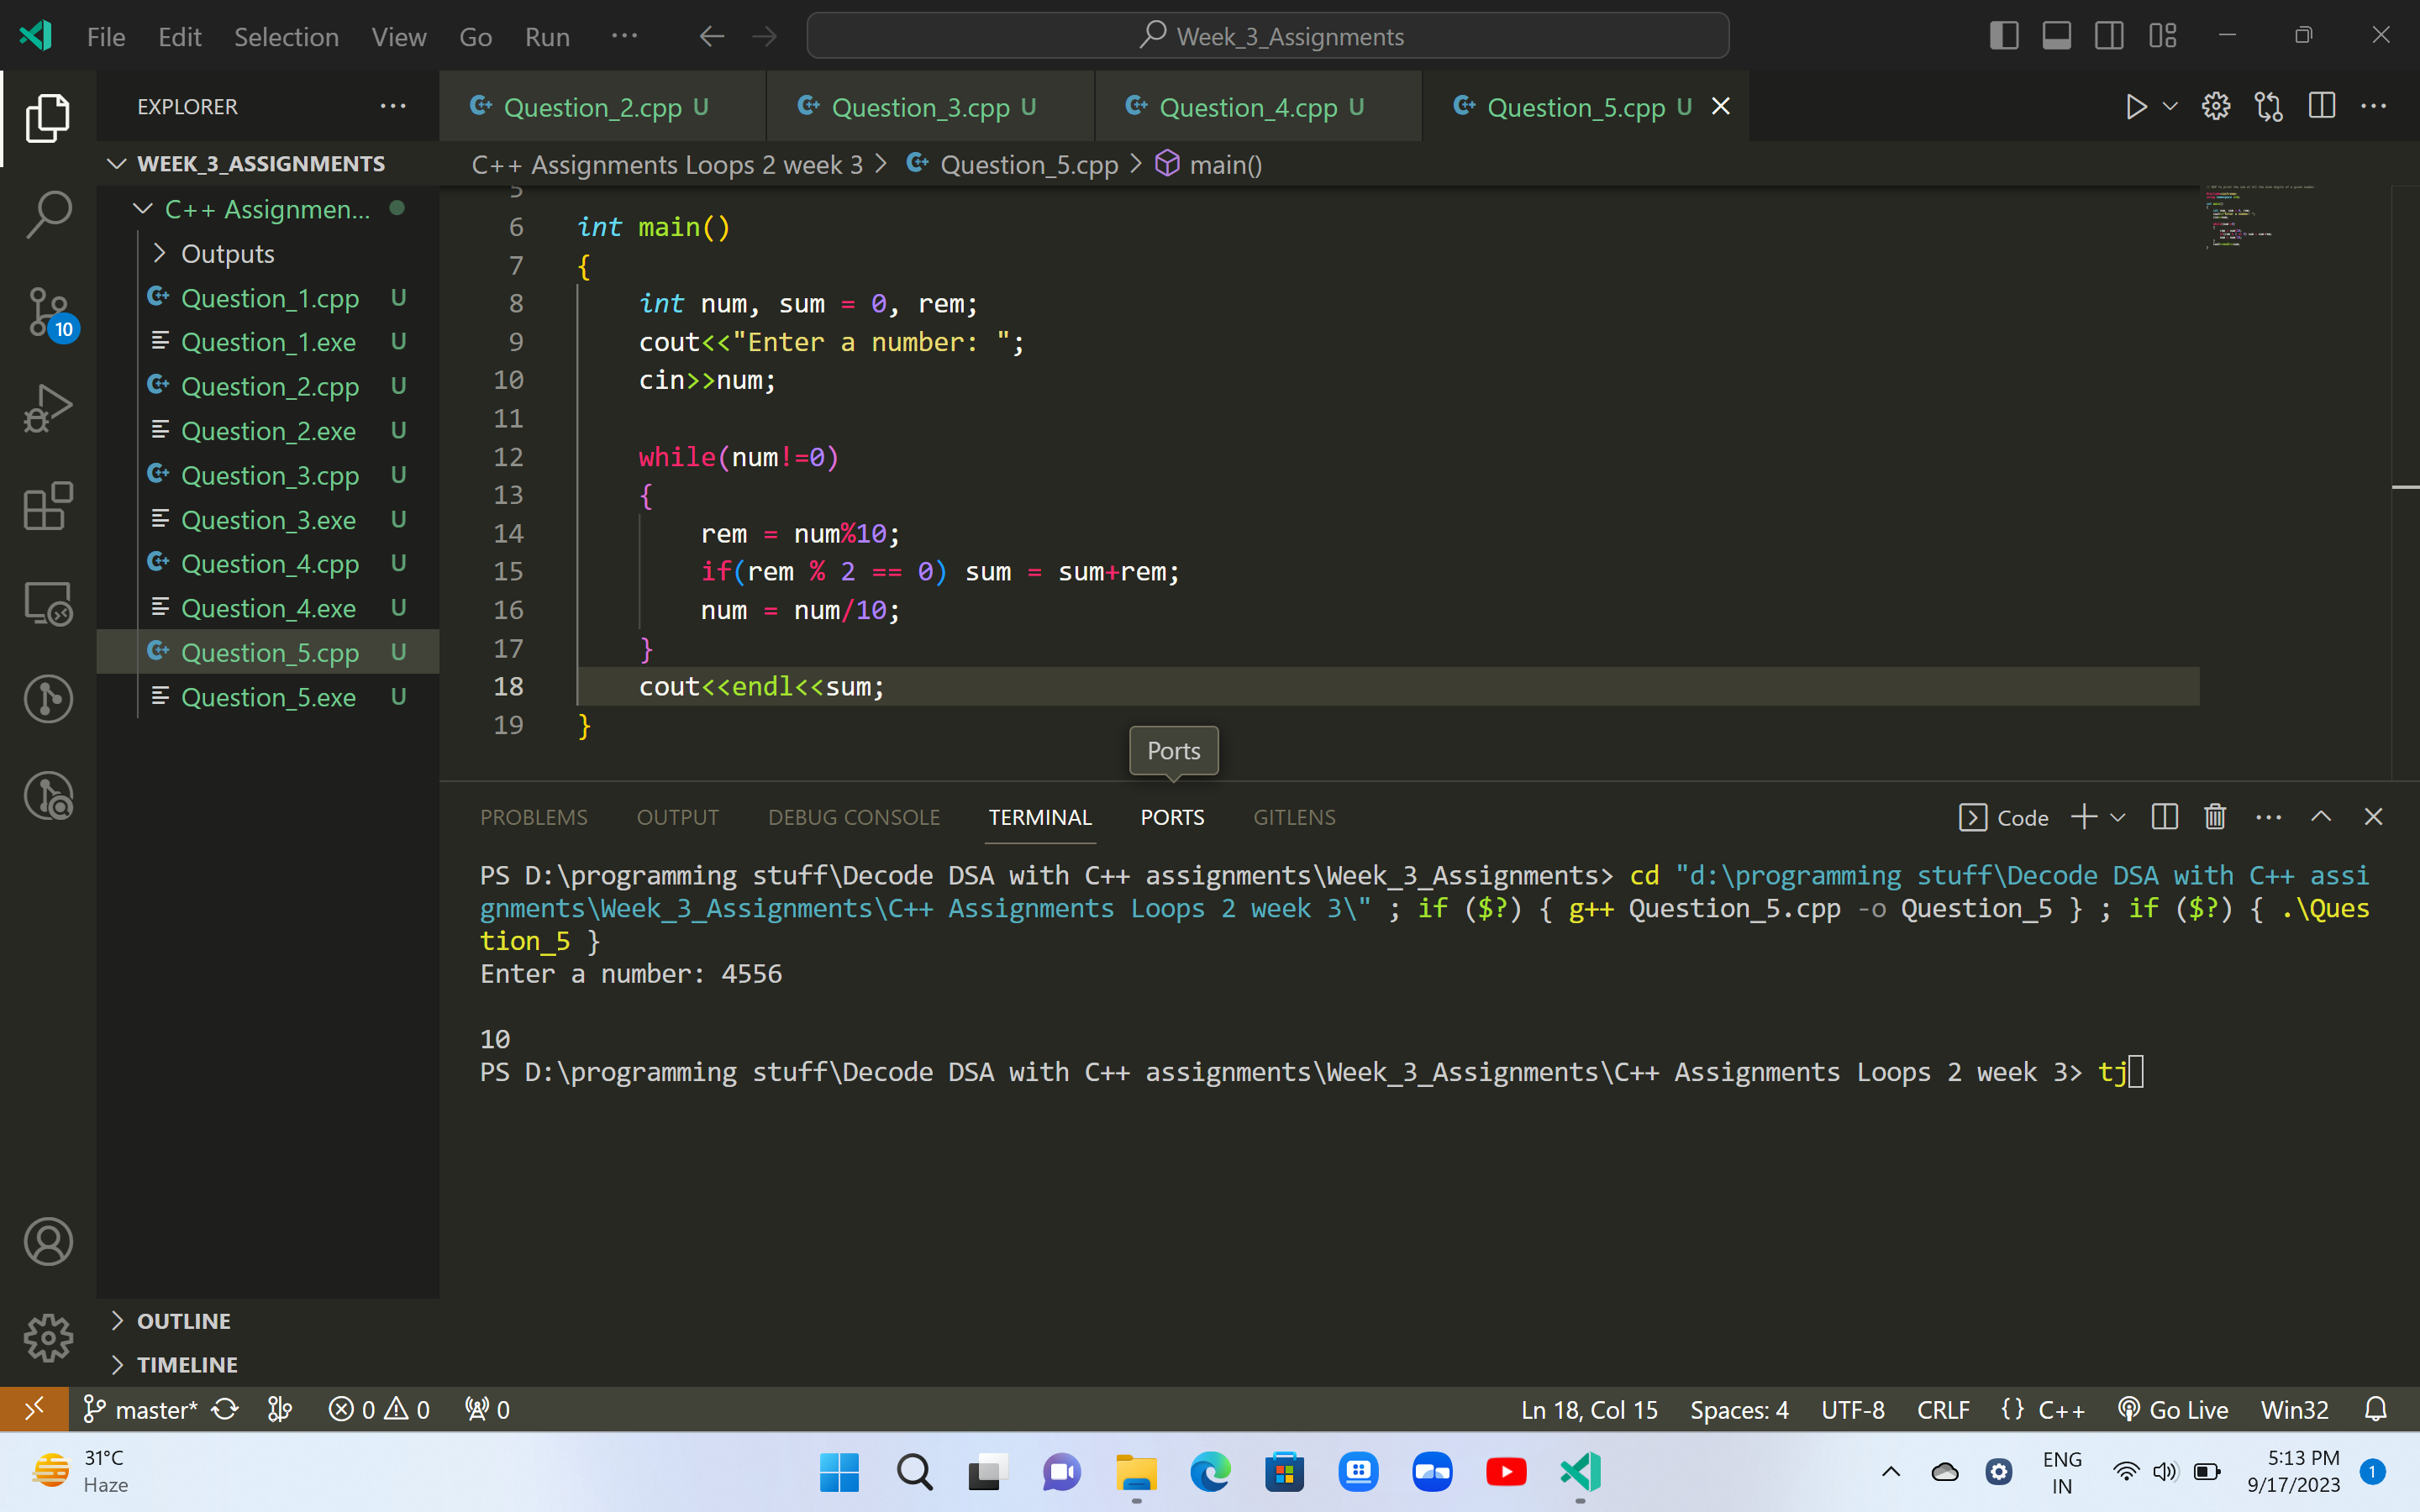 File Edit Selection View Go Run ··· Week_3_Assignments
EXPLORER ···
Question_2.cpp U Question_3.cpp U Question_4.cpp U Question_5.cpp U
WEEK_3_ASSIGNMENTS
C++ Assignments Loops 2 week 3 > Question_5.cpp > main()
C++ Assignmen...
Outputs
Question_1.cpp U
Question_1.exe U
Question_2.cpp U
Question_2.exe U
Question_3.cpp U
Question_3.exe U
Question_4.cpp U
Question_4.exe U
Question_5.cpp U
Question_5.exe U
OUTLINE
TIMELINE
10
5
6 int main()
7 {
8 int num, sum = 0, rem;
9 cout<<"Enter a number: ";
10 cin>>num;
11
12 while(num!=0)
13 {
14 rem = num%10;
15 if(rem % 2 == 0) sum = sum+rem;
16 num = num/10;
17 }
18 cout<<endl<<sum;
19 }
Ports
PROBLEMS OUTPUT DEBUG CONSOLE TERMINAL PORTS GITLENS Code
PS D:\programming stuff\Decode DSA with C++ assignments\Week_3_Assignments> cd "d:\programming stuff\Decode DSA with C++ assi
gnments\Week_3_Assignments\C++ Assignments Loops 2 week 3\" ; if ($?) { g++ Question_5.cpp -o Question_5 } ; if ($?) { .\Ques
tion_5 }
Enter a number: 4556
10
PS D:\programming stuff\Decode DSA with C++ assignments\Week_3_Assignments\C++ Assignments Loops 2 week 3> tj
master* 0 0 0 Ln 18, Col 15 Spaces: 4 UTF-8 CRLF {} C++ Go Live Win32
31°C
Haze
ENG
IN
5:13 PM
9/17/2023
1